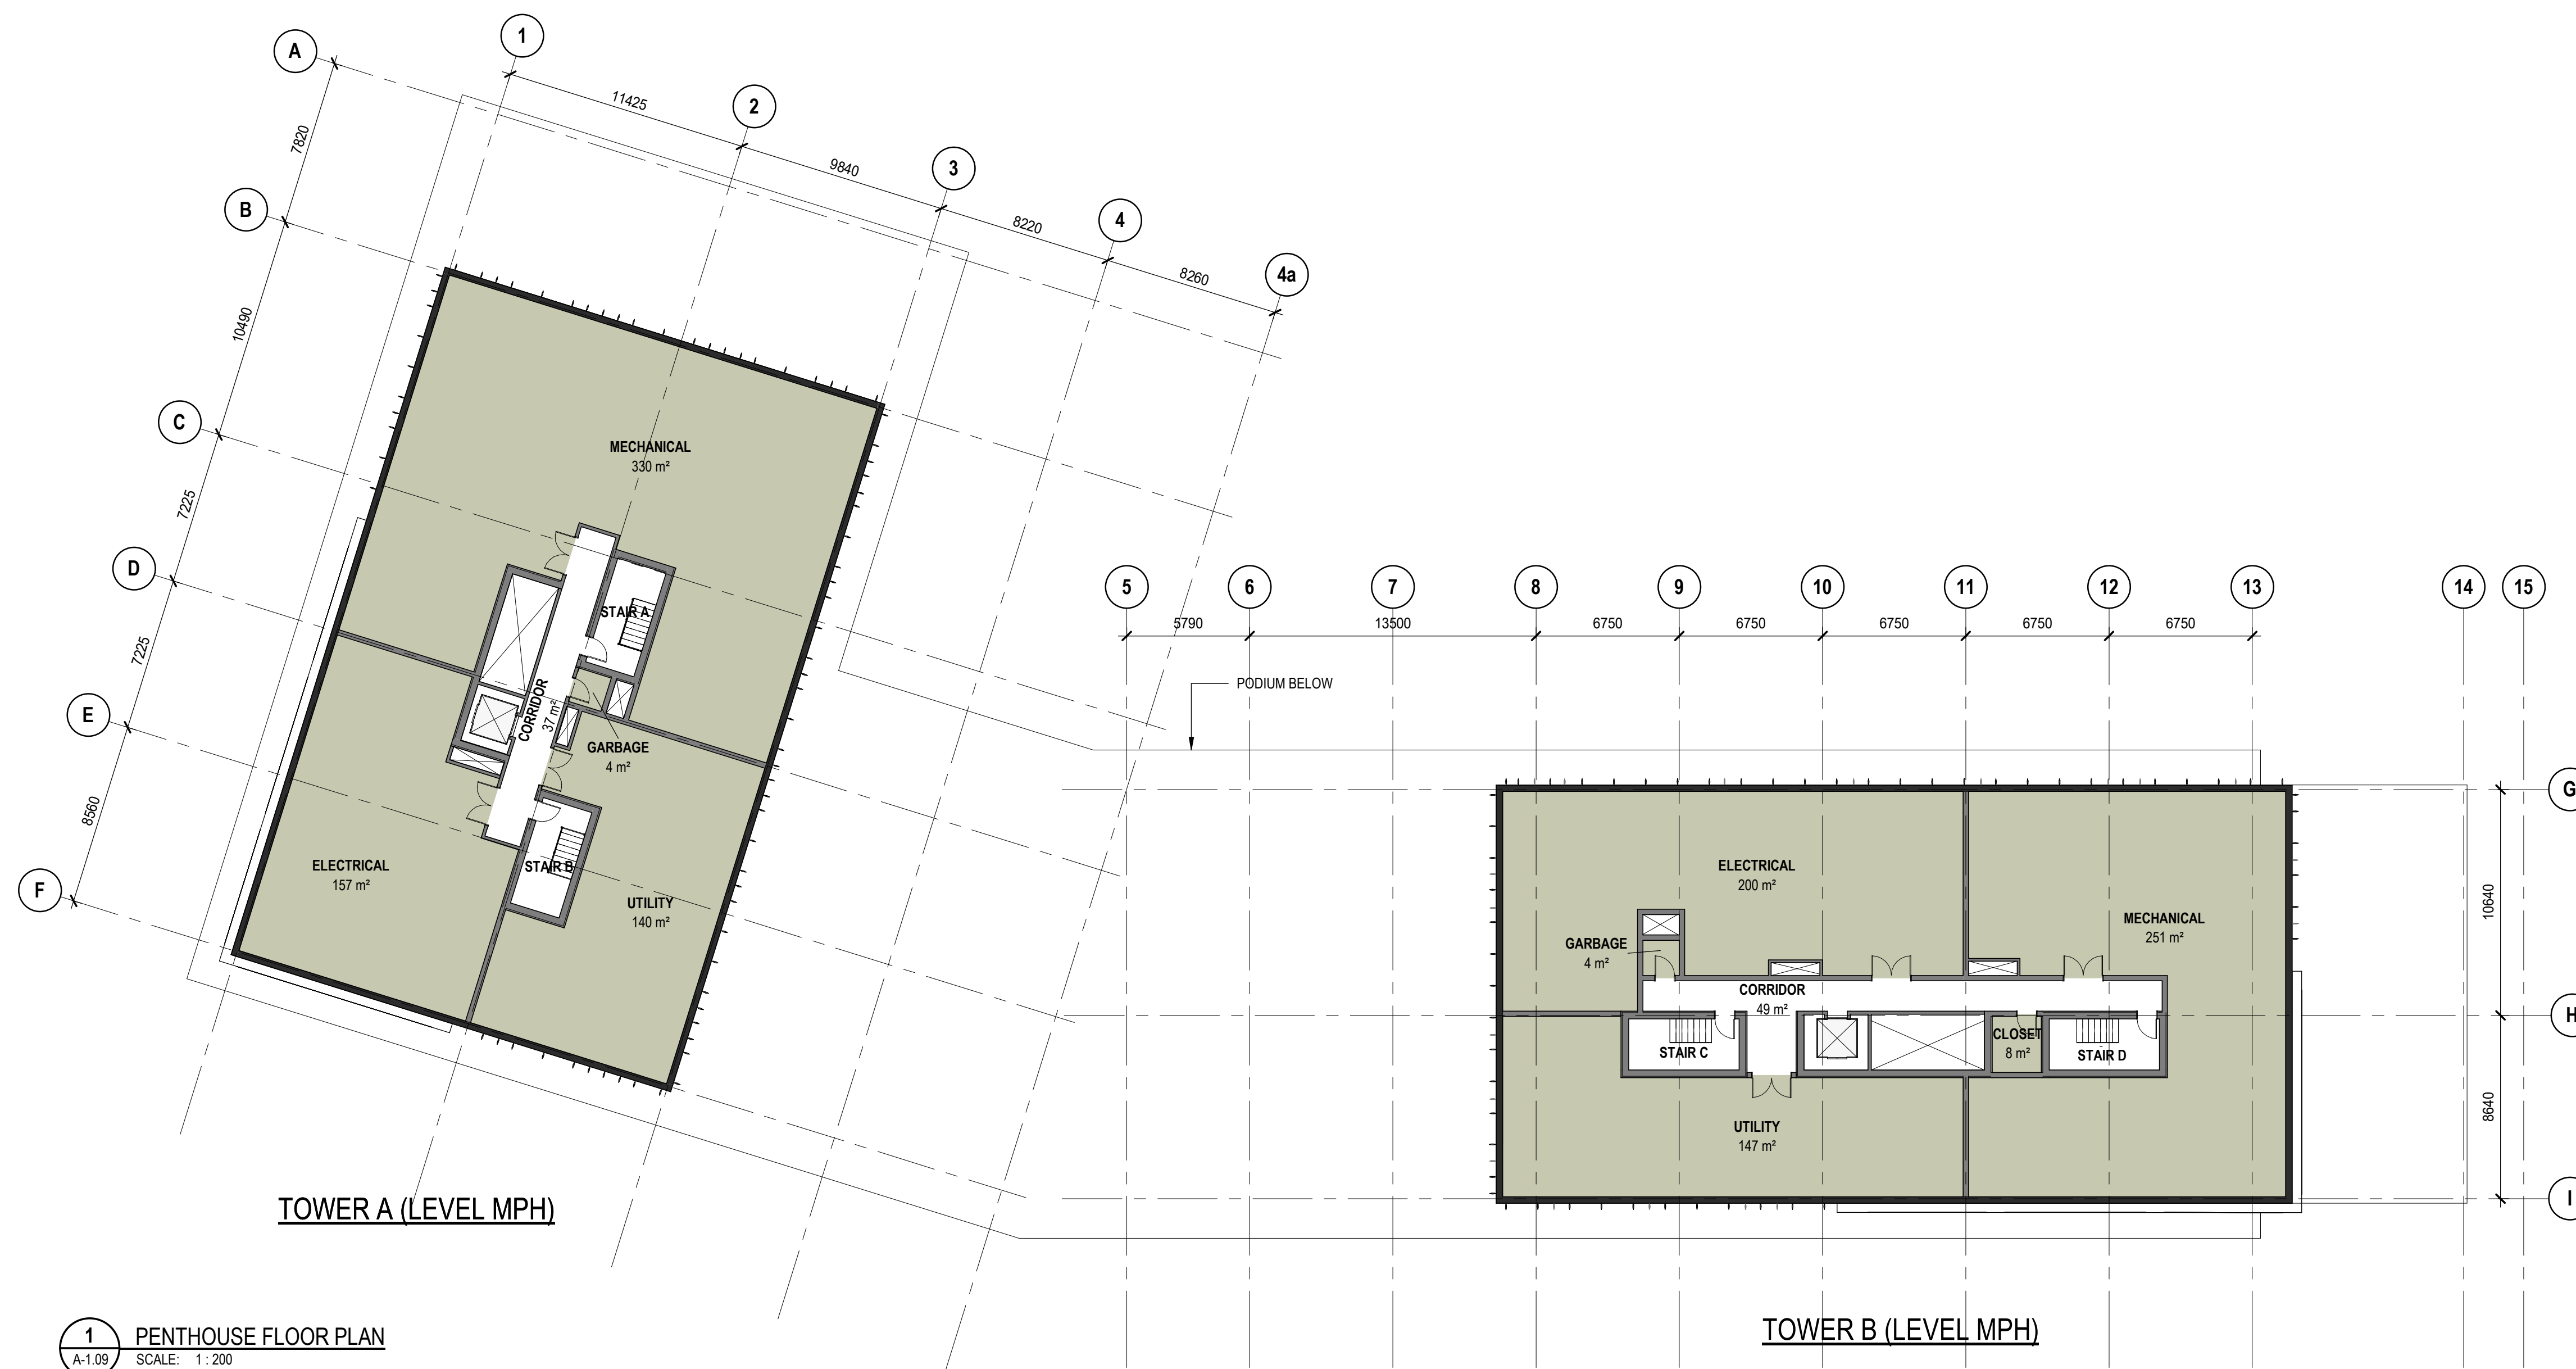 A
1
2
3
4
4a
B
C
D
E
F
11425
9840
8220
8260
7820
10490
7225
7225
8560
MECHANICAL
330 m²
STAIR A
CORRIDOR
37 m²
GARBAGE
4 m²
ELECTRICAL
157 m²
STAIR B
UTILITY
140 m²
TOWER A (LEVEL MPH)
5
6
7
8
9
10
11
12
13
14
15
5790
13500
6750
6750
6750
6750
6750
PODIUM BELOW
G
H
I
10640
8640
ELECTRICAL
200 m²
MECHANICAL
251 m²
GARBAGE
4 m²
CORRIDOR
49 m²
STAIR C
CLOSET
8 m²
STAIR D
UTILITY
147 m²
TOWER B (LEVEL MPH)
1
A-1.09
PENTHOUSE FLOOR PLAN
SCALE: 1 : 200